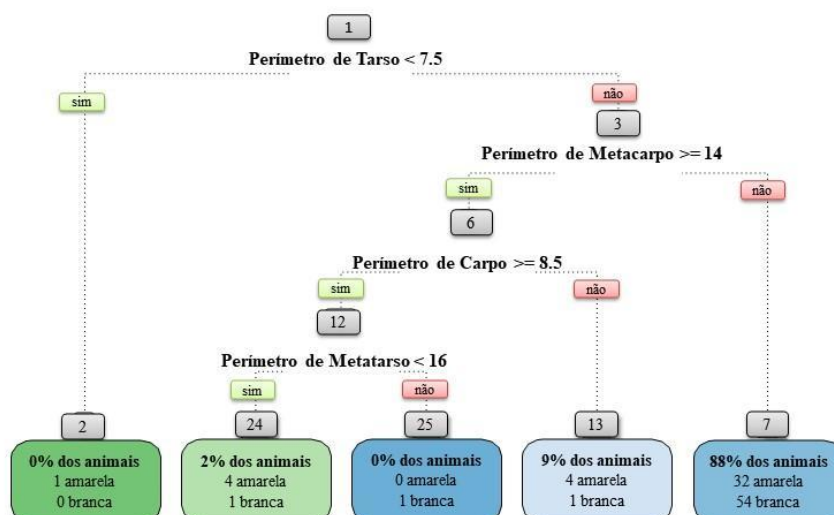 1
Perímetro de Tarso < 7.5
sim
não
3
Perímetro de Metacarpo >= 14
sim
não
6
Perímetro de Carpo >= 8.5
sim
não
12
Perímetro de Metatarso < 16
sim
não
2
24
25
13
7
0% dos animais
1 amarela
0 branca
2% dos animais
4 amarela
1 branca
0% dos animais
0 amarela
1 branca
9% dos animais
4 amarela
1 branca
88% dos animais
32 amarela
54 branca